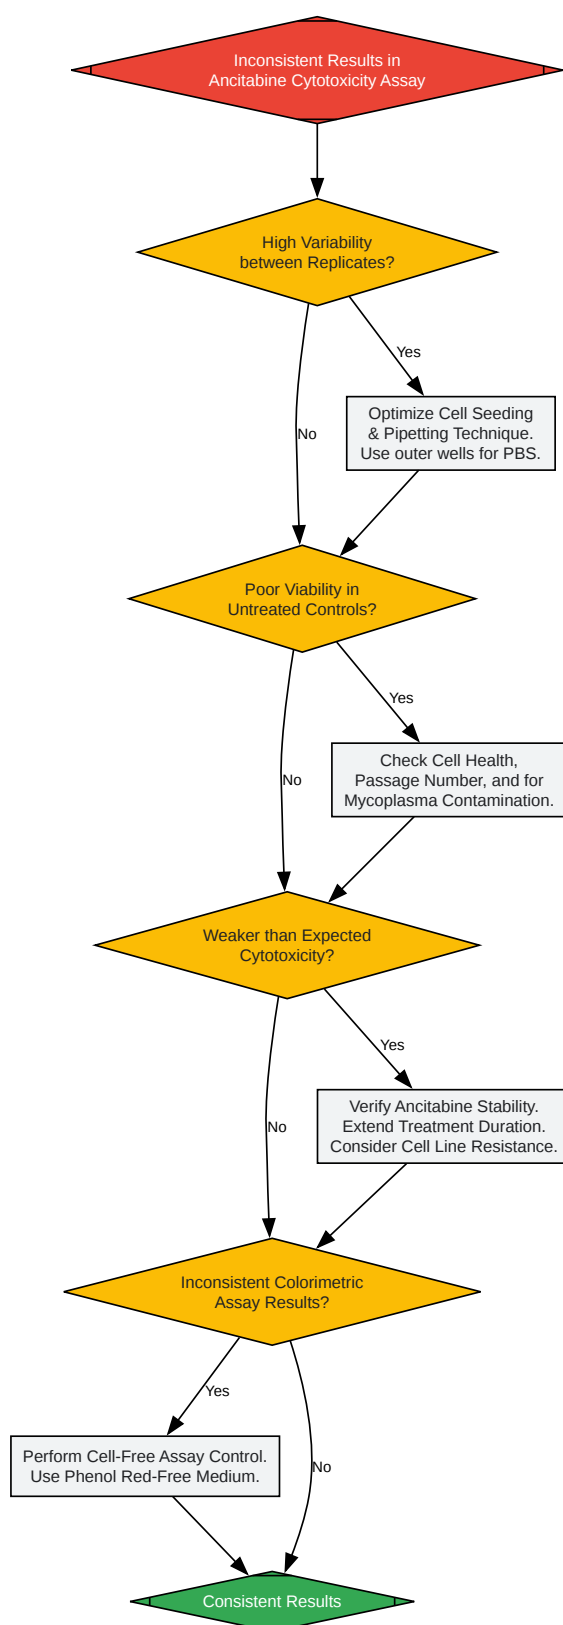 Inconsistent Results in
Ancitabine Cytotoxicity Assay
High Variability
between Replicates?
Yes
Optimize Cell Seeding
& Pipetting Technique.
Use outer wells for PBS.
No
Poor Viability in
Untreated Controls?
Yes
Check Cell Health,
Passage Number, and for
Mycoplasma Contamination.
No
Weaker than Expected
Cytotoxicity?
Yes
Verify Ancitabine Stability.
Extend Treatment Duration.
Consider Cell Line Resistance.
No
Inconsistent Colorimetric
Assay Results?
Yes
Perform Cell-Free Assay Control.
Use Phenol Red-Free Medium.
No
Consistent Results